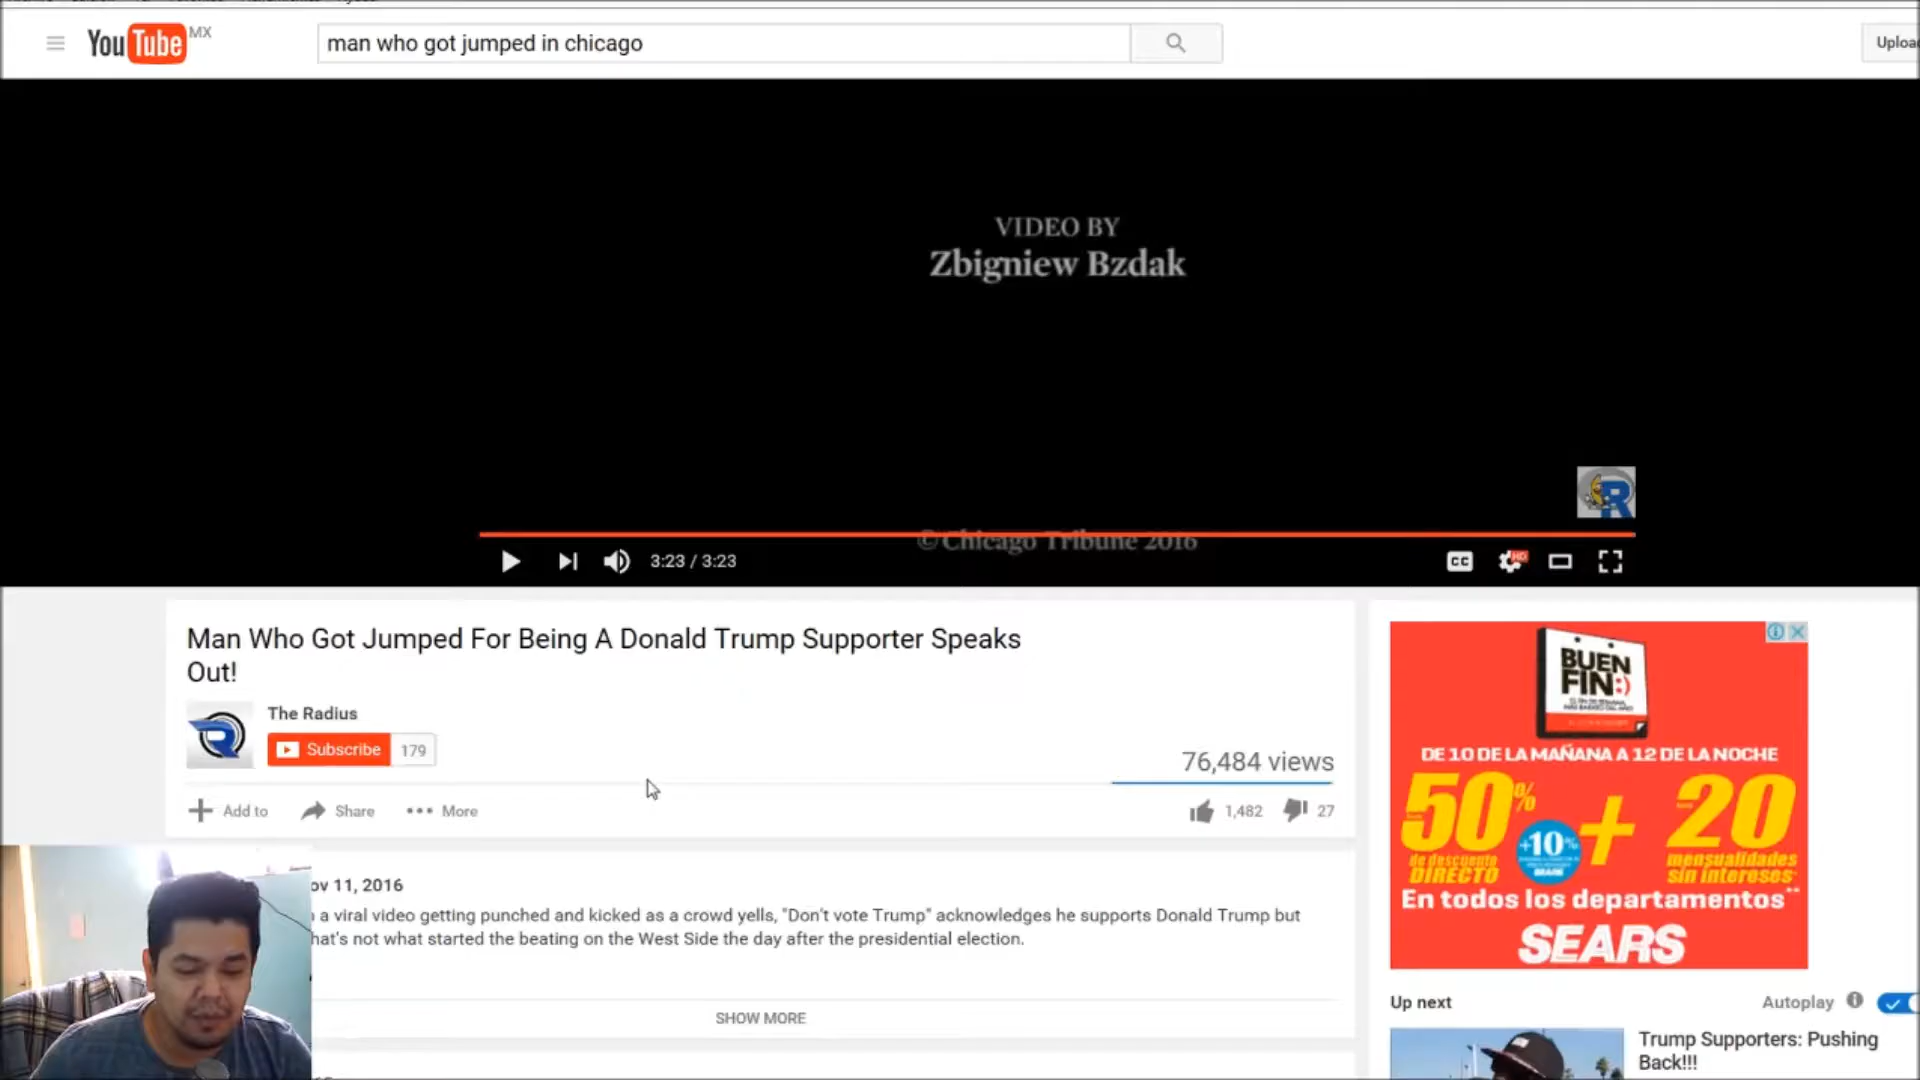 YouTube MX
man who got jumped in chicago
VIDEO BY
Zbigniew Bzdak
© Chicago Tribune 2016
3:23 / 3:23
CC
HD
Man Who Got Jumped For Being A Donald Trump Supporter Speaks
Out!
The Radius
Subscribe 179
76,484 views
Add to Share More
1,482 27
ov 11, 2016
a viral video getting punched and kicked as a crowd yells, "Don't vote Trump" acknowledges he supports Donald Trump but
hat's not what started the beating on the West Side the day after the presidential election.
SHOW MORE
BUEN
FIN:)
DE 10 DE LA MAÑANA A 12 DE LA NOCHE
50% + 20
+10%
SEARS
de descuento mensualidades
DIRECTO sin intereses*
En todos los departamentos**
SEARS
Up next Autoplay
Trump Supporters: Pushing
Back!!!